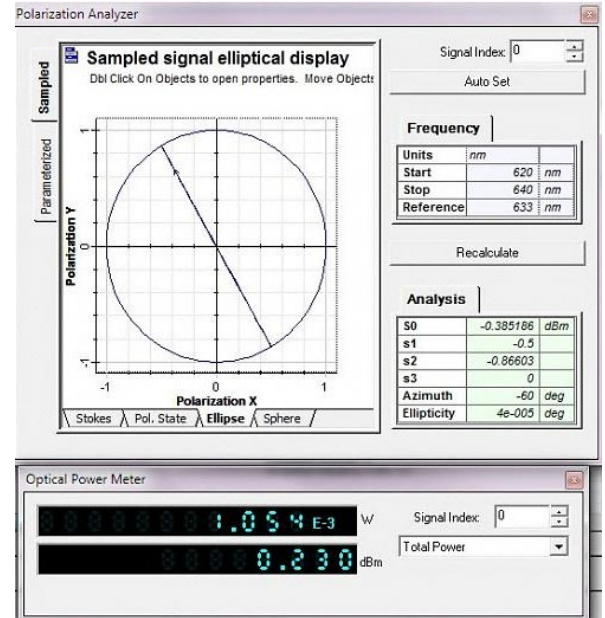 Polarization Analyzer
Sampled
Parameterized
Sampled signal elliptical display
Dbl Click On Objects to open properties. Move Objects
Polarization Y
1
0
-1
-1
0
1
Polarization X
Stokes Pol. State Ellipse Sphere
Signal Index: 0
Auto Set
Frequency
Units nm
Start 620 nm
Stop 640 nm
Reference 633 nm
Recalculate
Analysis
S0 -0.385186 dBm
s1 -0.5
s2 -0.86603
s3 0
Azimuth -60 deg
Ellipticity 4e-005 deg
Optical Power Meter
1.054 E-3 W
0.230 dBm
Signal Index: 0
Total Power